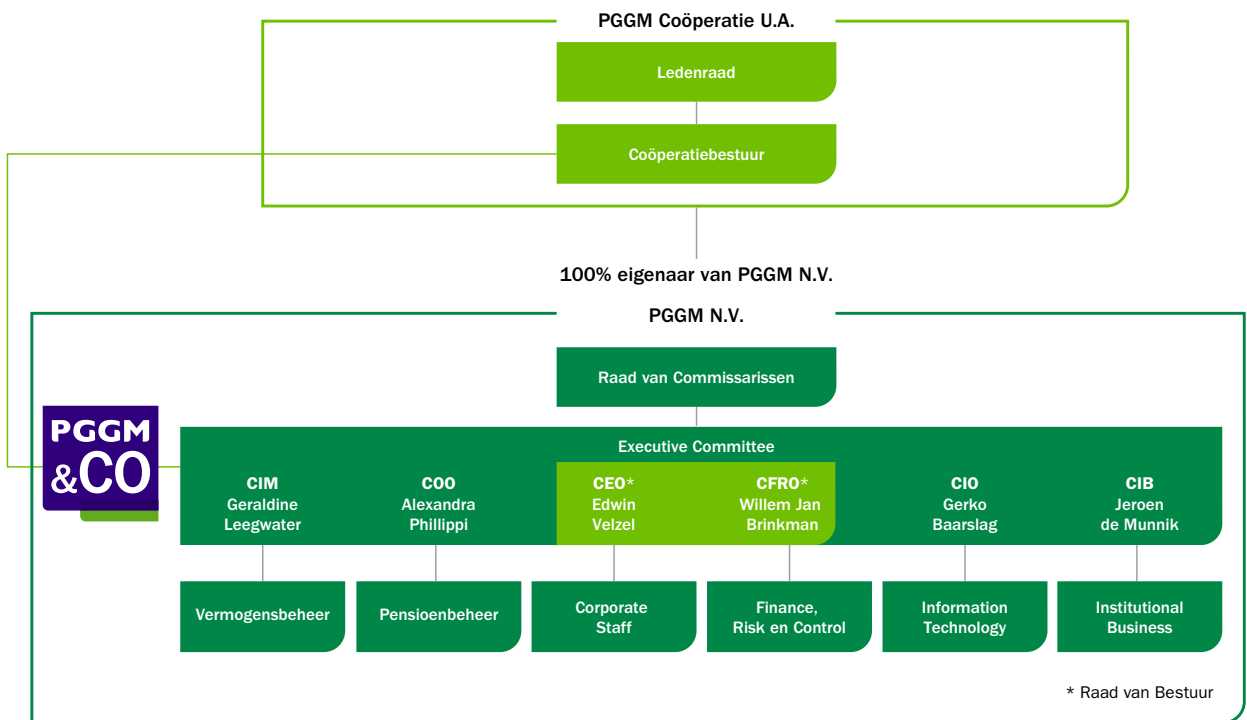 PGGM Coöperatie U.A.
Ledenraad
Coöperatiebestuur
100% eigenaar van PGGM N.V.
PGGM N.V.
Raad van Commissarissen
PGGM
&CO
Executive Committee
CIM
Geraldine
Leegwater
COO
Alexandra
Phillippi
CEO*
Edwin
Velzel
CFRO*
Willem Jan
Brinkman
CIO
Gerko
Baarslag
CIB
Jeroen
de Munnik
Vermogensbeheer
Pensioenbeheer
Corporate
Staff
Finance,
Risk en Control
Information
Technology
Institutional
Business
* Raad van Bestuur